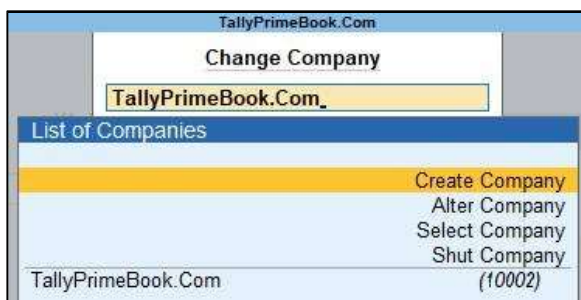 TallyPrimeBook.Com
Change Company
TallyPrimeBook.Com_
List of Companies
Create Company
Alter Company
Select Company
Shut Company
TallyPrimeBook.Com (10002)